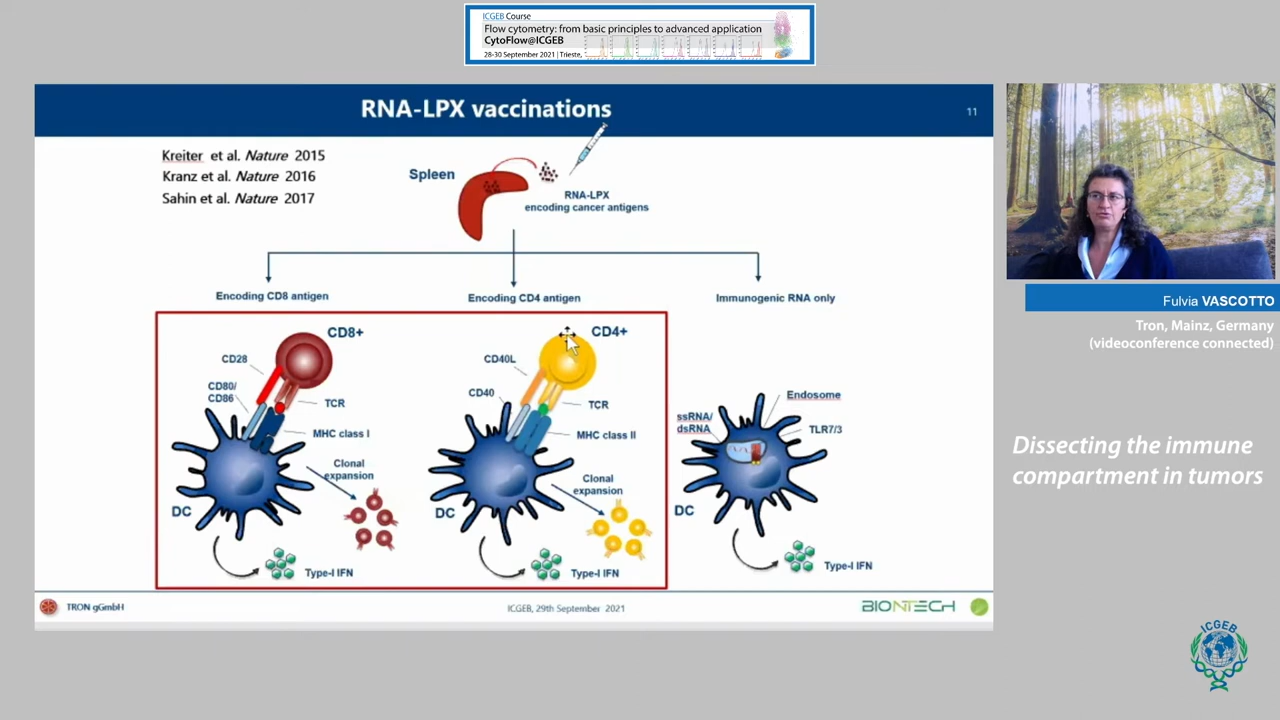 ICGEB Course
Flow cytometry: from basic principles to advanced application
CytoFlow@ICGEB
28-30 September 2021 | Trieste,
RNA-LPX vaccinations
11
Kreiter et al. Nature 2015
Kranz et al. Nature 2016
Sahin et al. Nature 2017
Spleen
RNA-LPX
encoding cancer antigens
Encoding CD8 antigen
Encoding CD4 antigen
Immunogenic RNA only
CD8+
CD28
CD80/
CD86
TCR
MHC class I
Clonal
expansion
DC
Type-I IFN
CD4+
CD40L
CD40
TCR
MHC class II
Clonal
expansion
DC
Type-I IFN
Endosome
ssRNA/
dsRNA
TLR7/3
DC
Type-I IFN
TRON gGmbH
ICGEB, 29th September 2021
BIONTECH
Fulvia VASCOTTO
Tron, Mainz, Germany
(videoconference connected)
Dissecting the immune
compartment in tumors
ICGEB